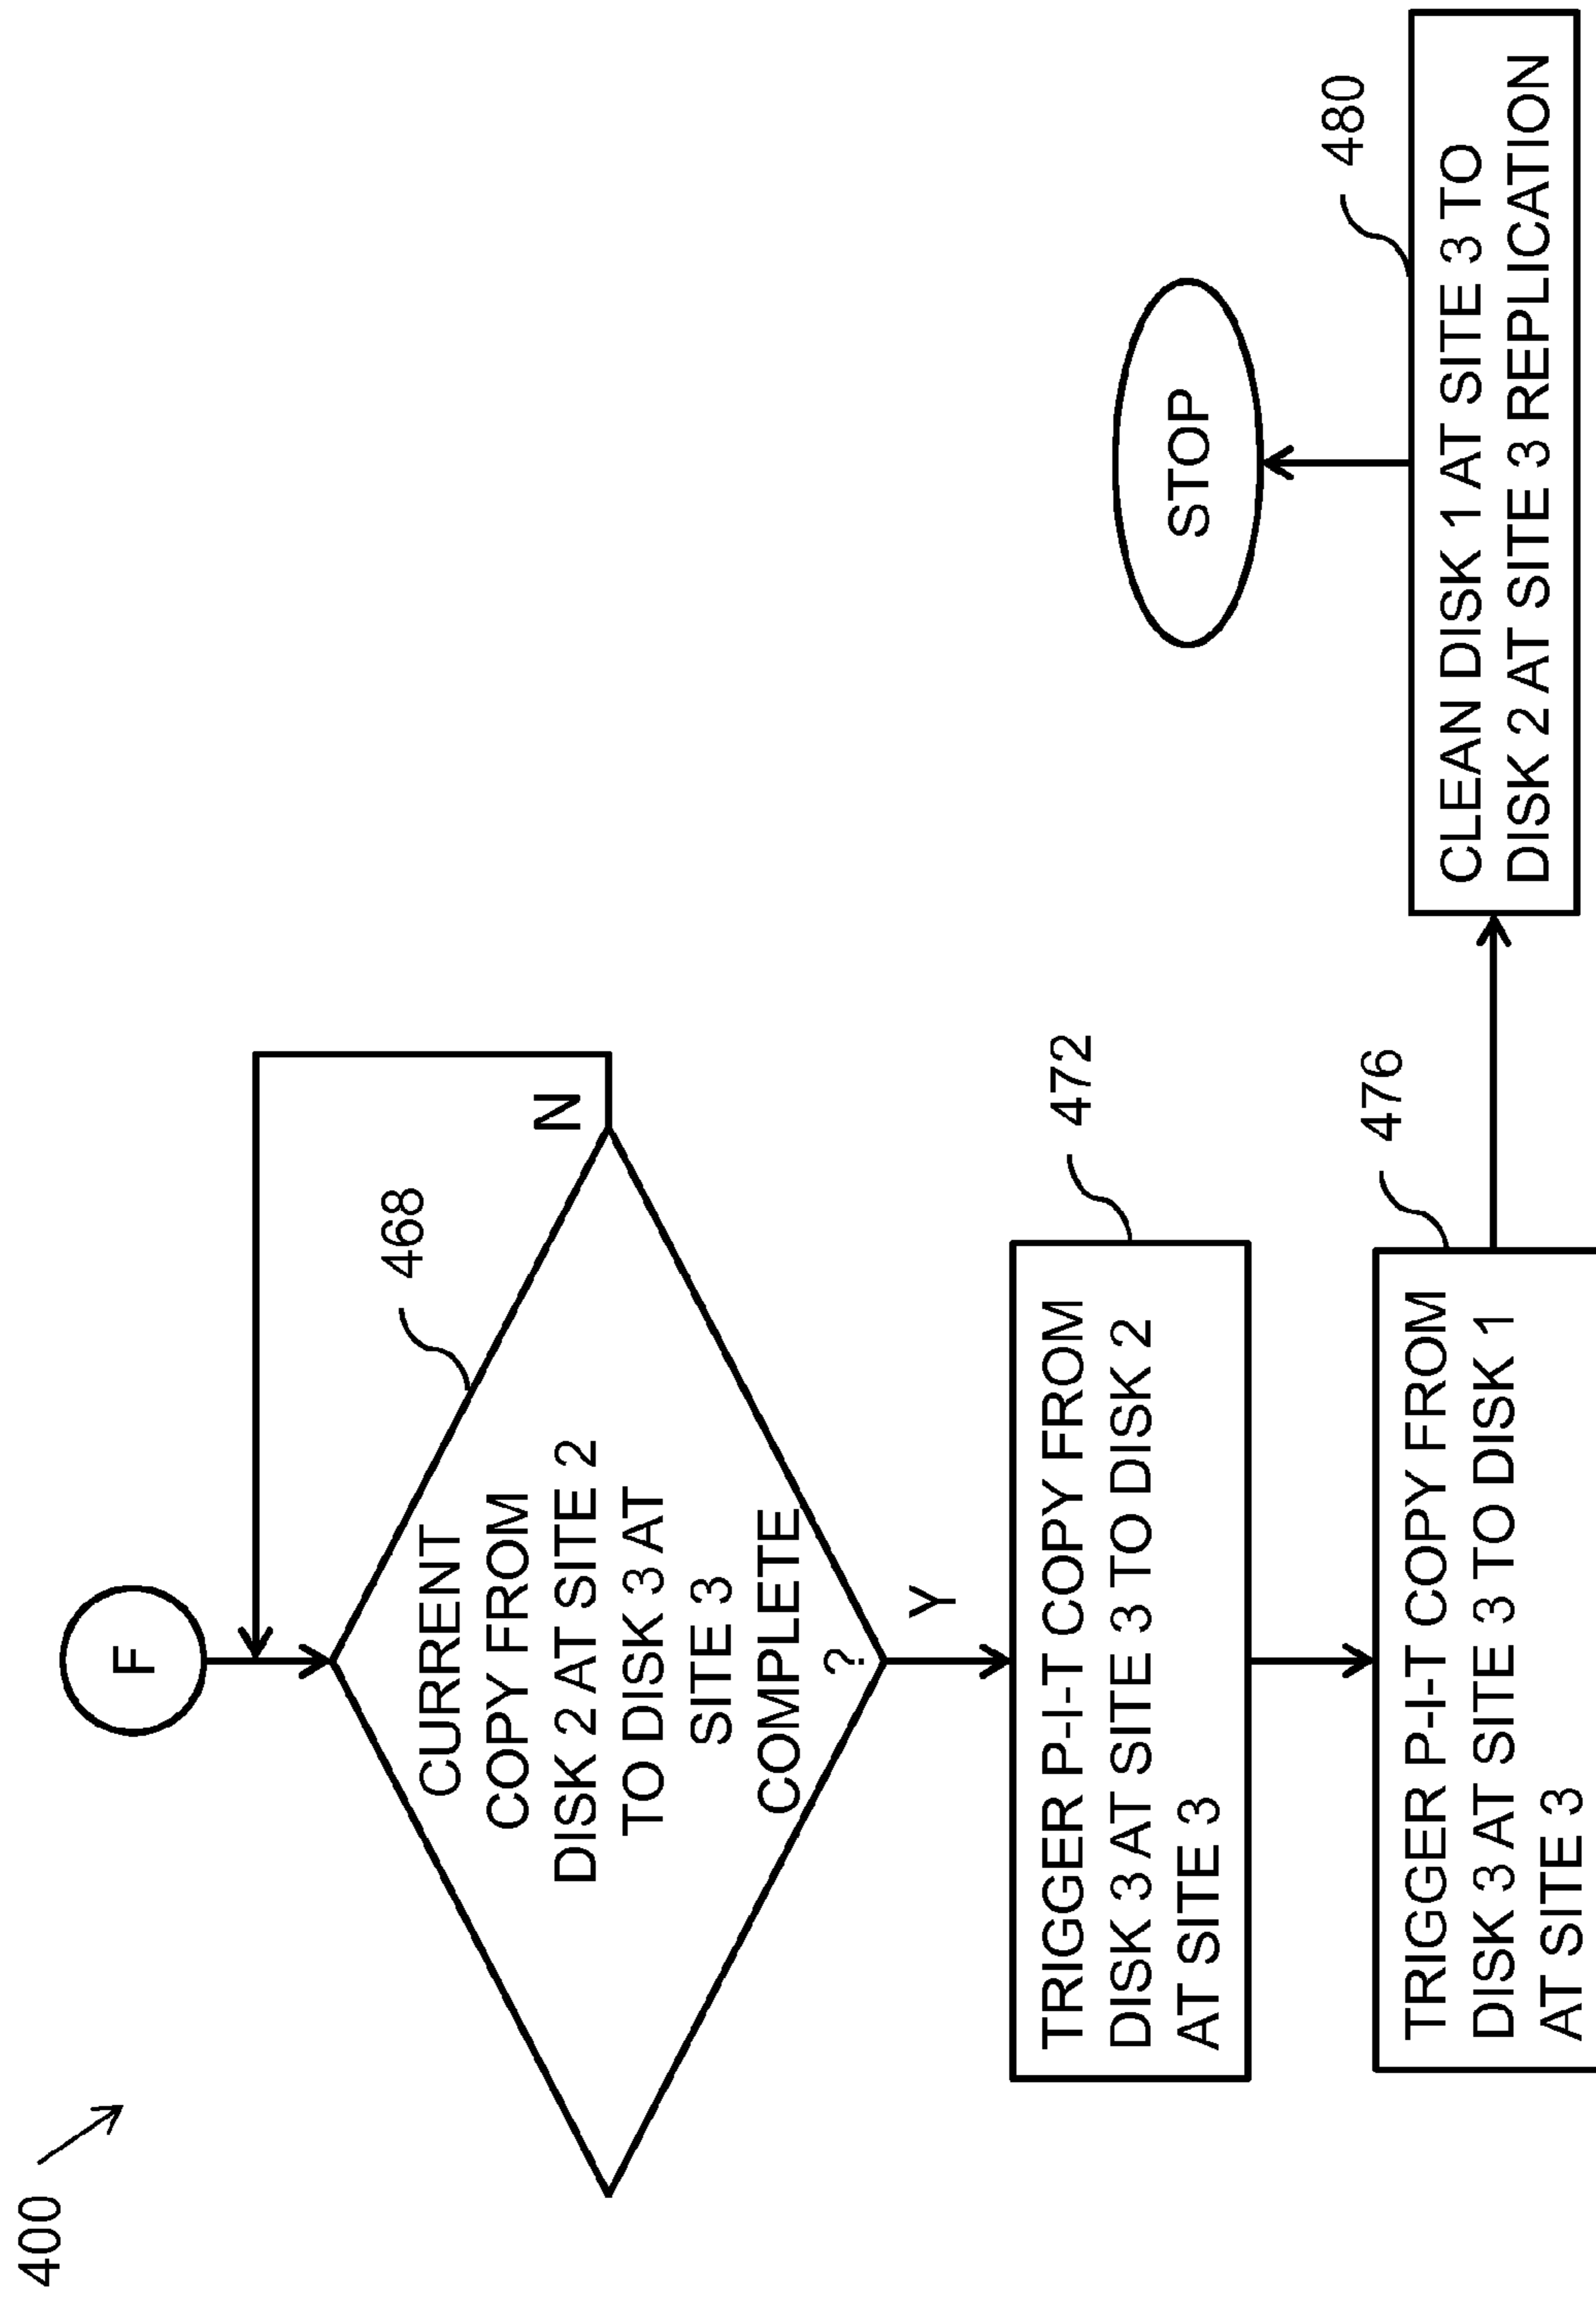 400
F
468
CURRENT
COPY FROM
DISK 2 AT SITE 2
TO DISK 3 AT
SITE 3
COMPLETE
?
N
Y
472
TRIGGER P-I-T COPY FROM
DISK 3 AT SITE 3 TO DISK 2
AT SITE 3
476
TRIGGER P-I-T COPY FROM
DISK 3 AT SITE 3 TO DISK 1
AT SITE 3
480
CLEAN DISK 1 AT SITE 3 TO
DISK 2 AT SITE 3 REPLICATION
STOP